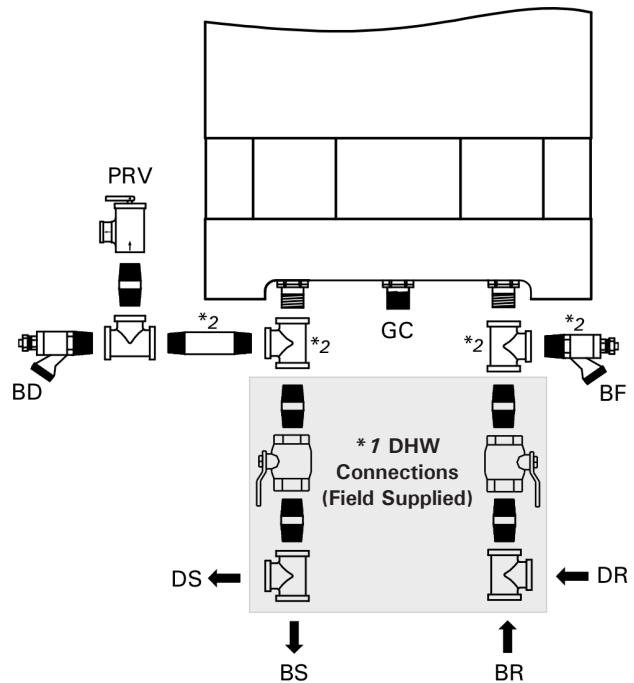 PRV
*2
GC
*2
*2
*2
BD
BF
*1 DHW
Connections
(Field Supplied)
DS
DR
BS
BR